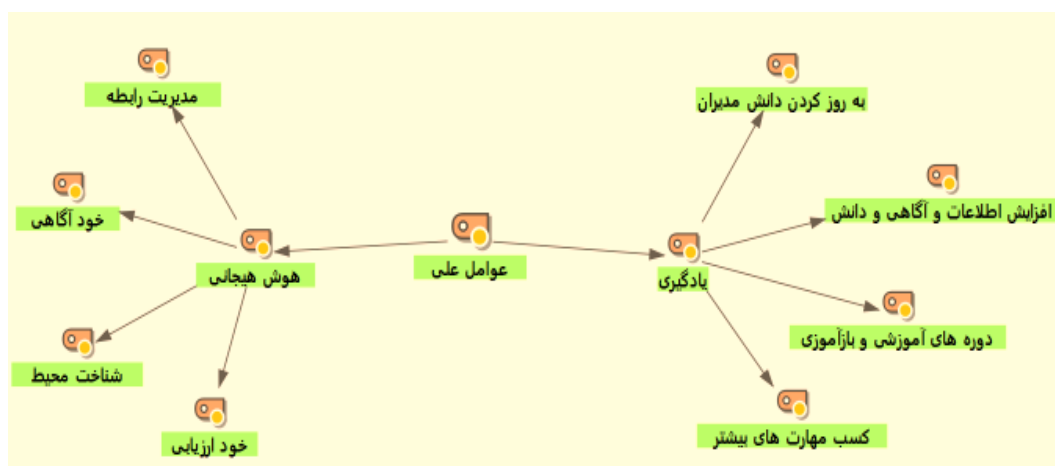 مدیریت رابطه
به روز کردن دانش مدیران
خود آگاهی
افزایش اطلاعات و آگاهی و دانش
هوش هیجانی
عوامل علی
یادگیری
شناخت محیط
دوره های آموزشی و بازآموزی
خود ارزیابی
کسب مهارت های بیشتر